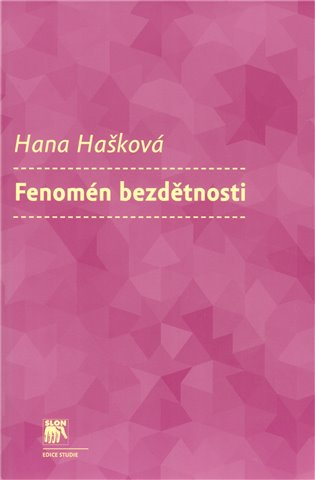 Hana Hašková
Fenomén bezdětnosti
SLON
EDICE STUDIE